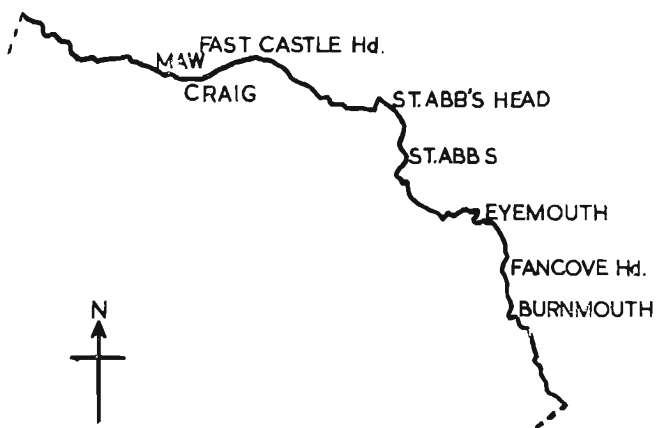 FAST CASTLE Hd.
MAW
CRAIG
ST. ABB'S HEAD
ST. ABB S
EYEMOUTH
FANCOVE Hd.
BURNMOUTH
N